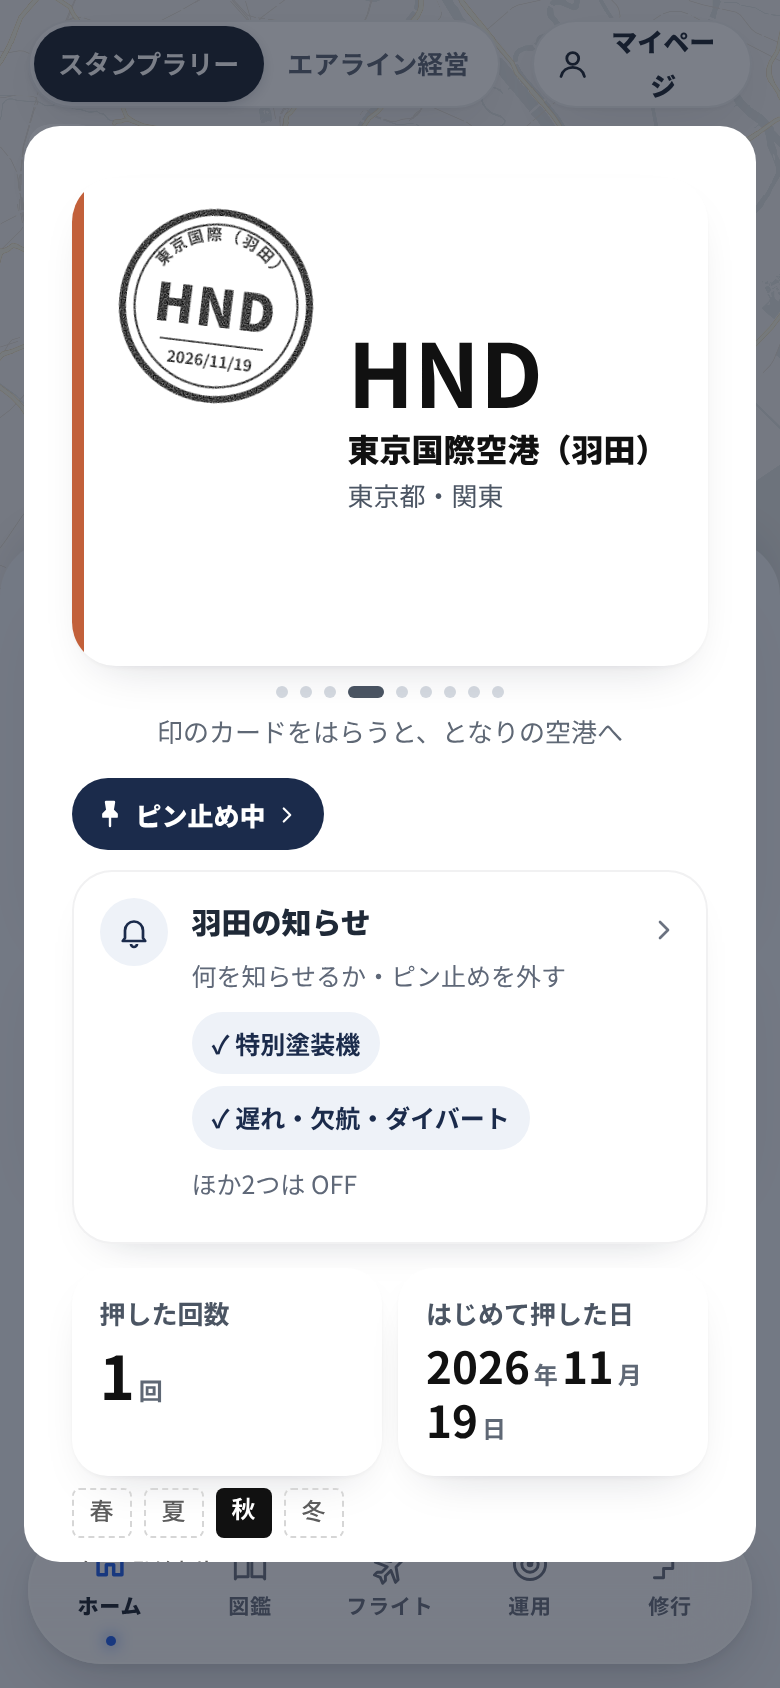 スタンプラリー
エアライン経営
マイペー
ジ
東京国際（羽田）
HND
2026/11/19
HND
東京国際空港（羽田）
東京都・関東
印のカードをはらうと、となりの空港へ
ピン止め中
羽田の知らせ
何を知らせるか・ピン止めを外す
✓特別塗装機
✓遅れ・欠航・ダイバート
ほか2つは OFF
押した回数
1回
はじめて押した日
2026年11月
19日
春 夏 秋 冬
ホーム
図鑑
フライト
運用
修行